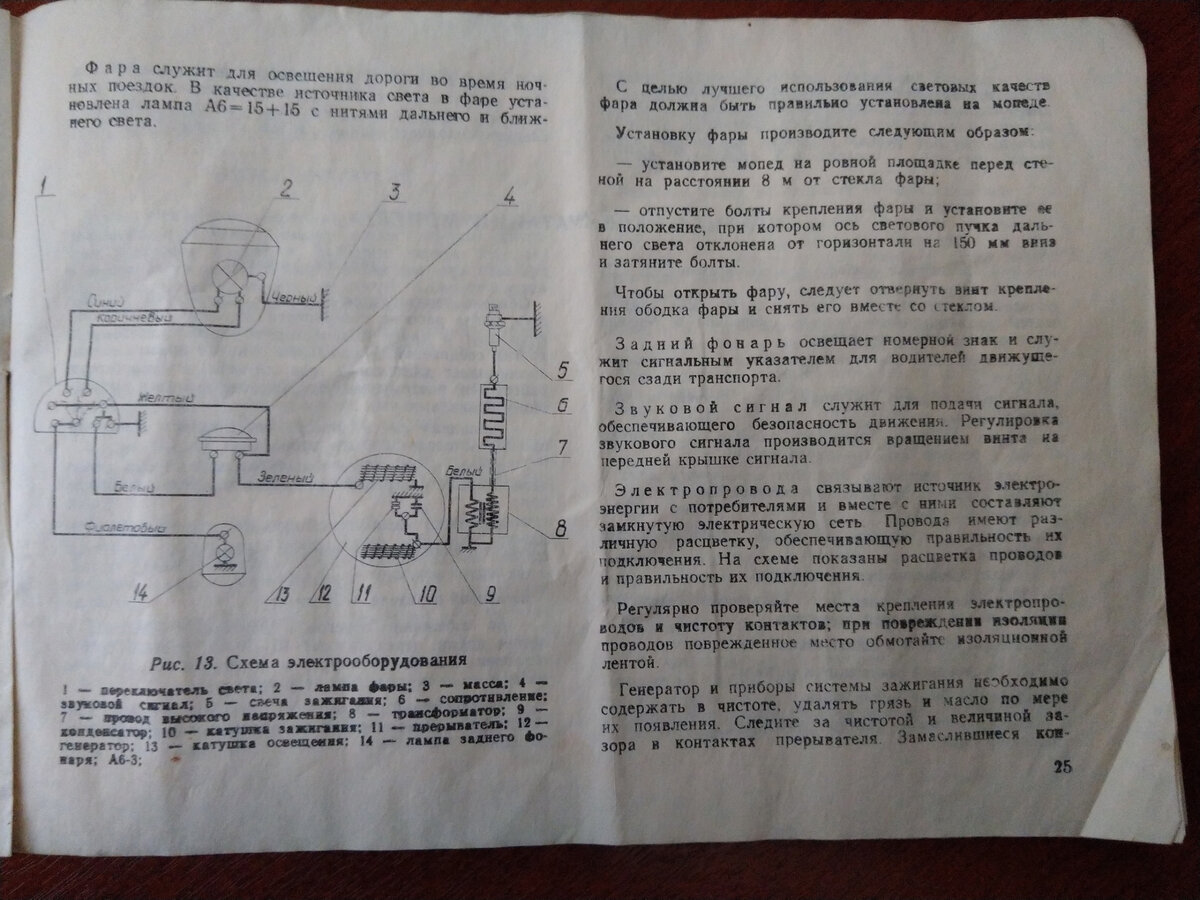 Фара служит для освещения дороги во время ноч-
ных поездок. В качестве источника света в фаре уста-
новлена лампа А6=15+15 с нитями дальнего и ближ-
него света.
1
2
3
4
Синий
Коричневый
Черный
Желтый
5
6
7
Белый
Зеленый
Белый
Фиолетовый
8
14
13
12
11
10
9
Рис. 13. Схема электрооборудования
1 — переключатель света; 2 — лампа фары; 3 — масса; 4 —
звуковой сигнал; 5 — свеча зажигания; 6 — сопротивление;
7 — провод высокого напряжения; 8 — трансформатор; 9 —
конденсатор; 10 — катушка зажигания; 11 — прерыватель; 12 —
генератор; 13 — катушка освещения; 14 — лампа заднего фо-
наря; А6-3;
С целью лучшего использования световых качеств
фара должна быть правильно установлена на мопеде.
Установку фары производите следующим образом:
— установите мопед на ровной площадке перед сте-
ной на расстоянии 8 м от стекла фары;
— отпустите болты крепления фары и установите ее
в положение, при котором ось светового пучка даль-
него света отклонена от горизонтали на 150 мм вниз
и затяните болты.
Чтобы открыть фару, следует отвернуть винт крепле-
ния ободка фары и снять его вместе со стеклом.
Задний фонарь освещает номерной знак и слу-
жит сигнальным указателем для водителей движуще-
гося сзади транспорта.
Звуковой сигнал служит для подачи сигнала,
обеспечивающего безопасность движения. Регулировка
звукового сигнала производится вращением винта на
передней крышке сигнала.
Электропровода связывают источник электро-
энергии с потребителями и вместе с ними составляют
замкнутую электрическую сеть. Провода имеют раз-
личную расцветку, обеспечивающую правильность их
подключения. На схеме показаны расцветка проводов
и правильность их подключения.
Регулярно проверяйте места крепления электропро-
водов и чистоту контактов; при повреждении изоляции
проводов поврежденное место обмотайте изоляционной
лентой.
Генератор и приборы системы зажигания необходимо
содержать в чистоте, удалять грязь и масло по мере
их появления. Следите за чистотой и величиной за-
зора в контактах прерывателя. Замаслившиеся кон-
25